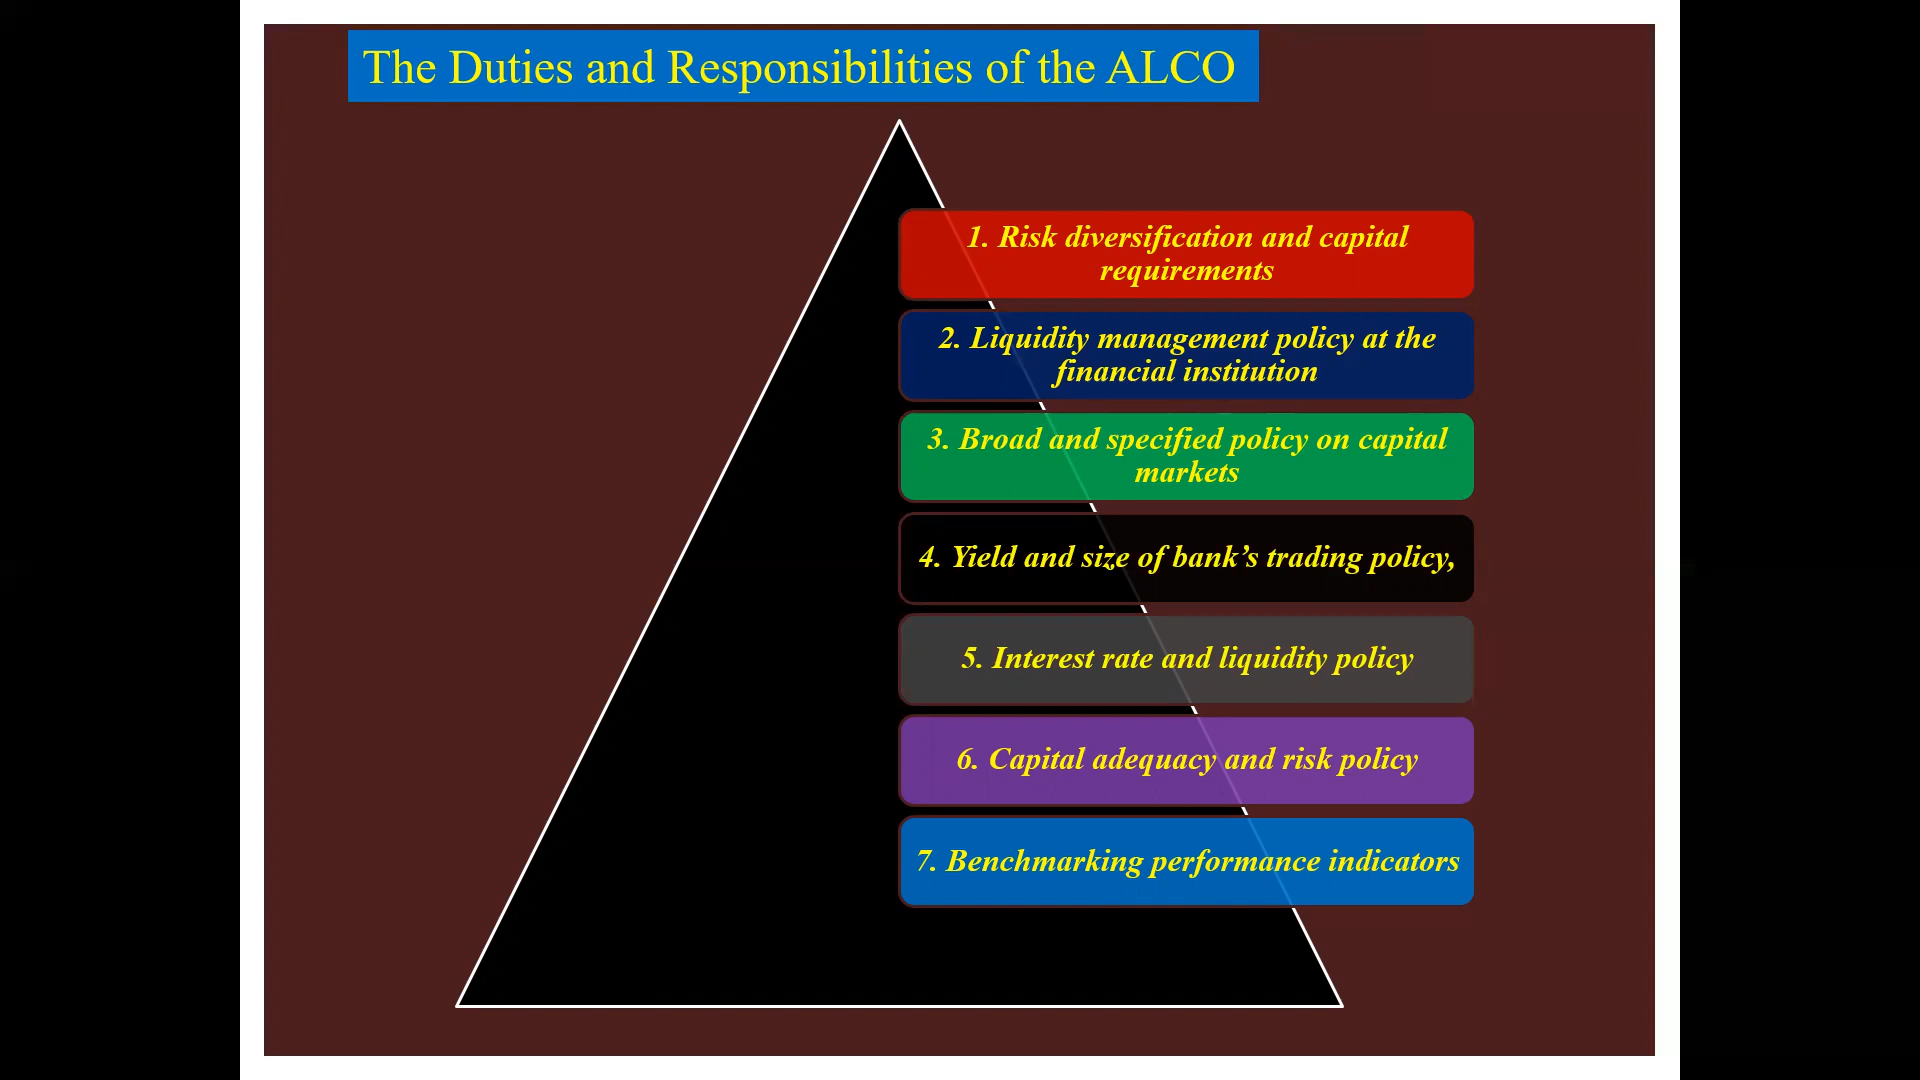 The Duties and Responsibilities of the ALCO
1. Risk diversification and capital
requirements
2. Liquidity management policy at the
financial institution
3. Broad and specified policy on capital
markets
4. Yield and size of bank’s trading policy,
5. Interest rate and liquidity policy
6. Capital adequacy and risk policy
7. Benchmarking performance indicators